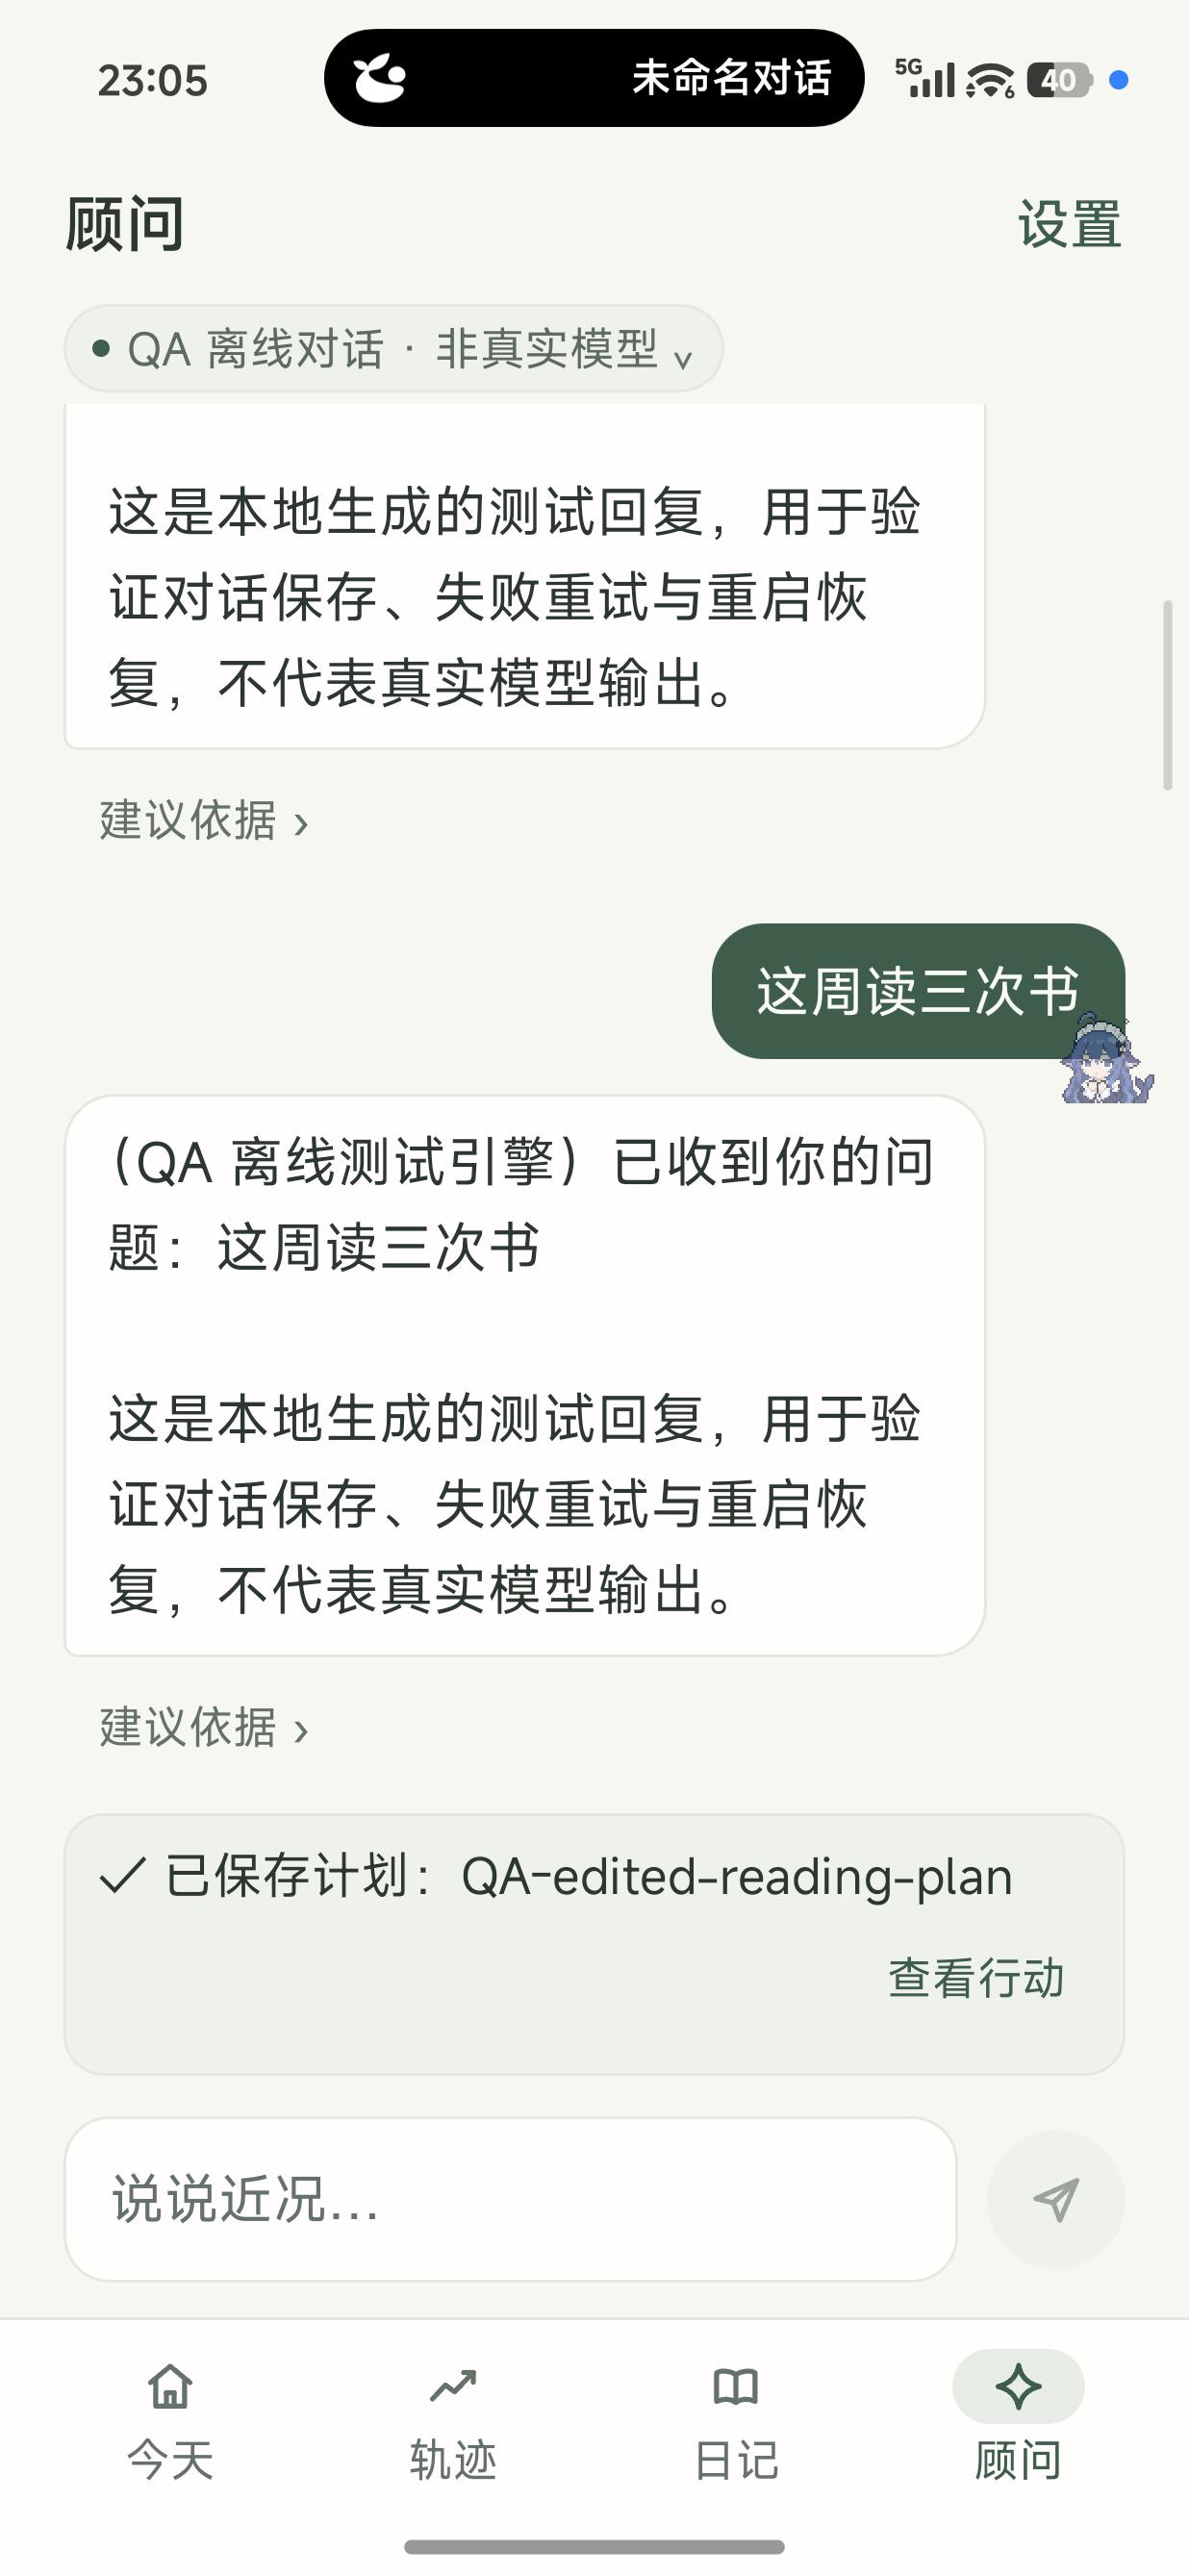 23:05
未命名对话
5G
6
40
顾问
设置
QA 离线对话 · 非真实模型
这是本地生成的测试回复，用于验
证对话保存、失败重试与重启恢
复，不代表真实模型输出。
建议依据 ›
这周读三次书
（QA 离线测试引擎）已收到你的问
题：这周读三次书
这是本地生成的测试回复，用于验
证对话保存、失败重试与重启恢
复，不代表真实模型输出。
建议依据 ›
✓ 已保存计划：QA-edited-reading-plan
查看行动
说说近况...
今天
轨迹
日记
顾问